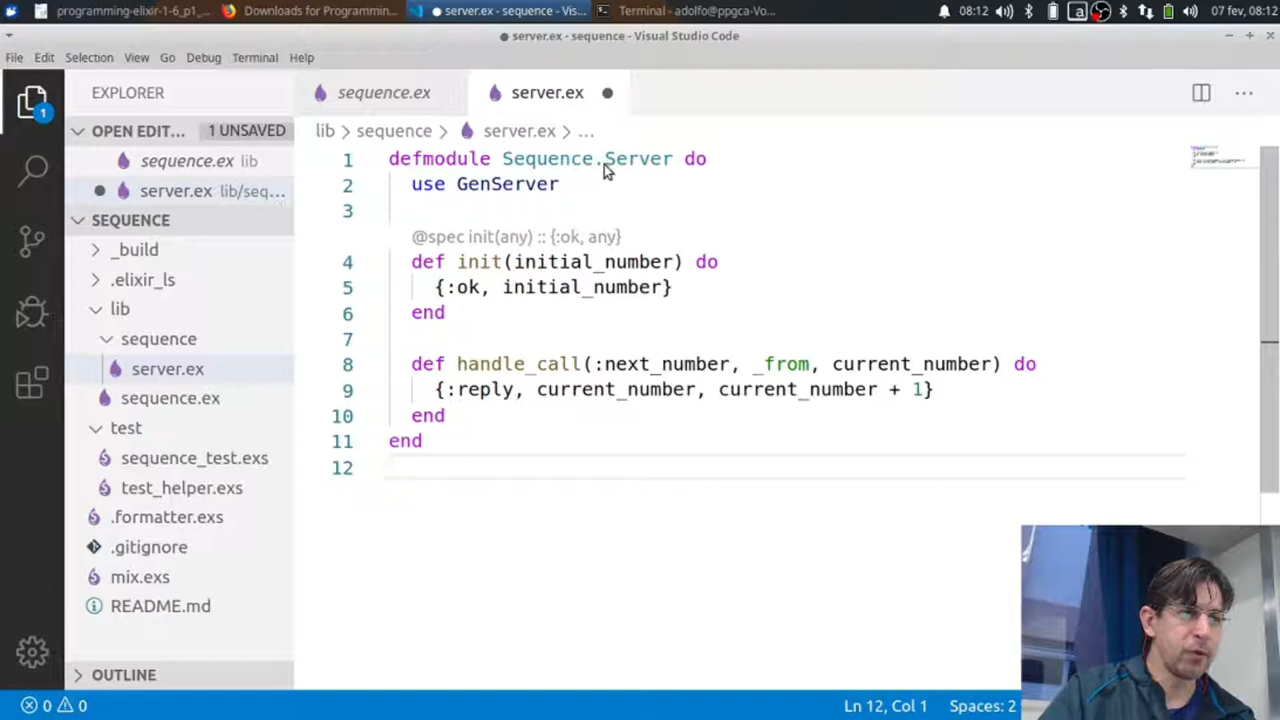 programming-elixir-1-6_p1_...
Downloads for Programmin...
server.ex - sequence - Vis...
Terminal - adolfo@ppgca-Vo...
08:12
07 fev, 08:12
server.ex - sequence - Visual Studio Code
File Edit Selection View Go Debug Terminal Help
EXPLORER
sequence.ex
server.ex
OPEN EDIT... 1 UNSAVED
lib > sequence > server.ex > ...
sequence.ex lib
server.ex lib/seq...
SEQUENCE
_build
.elixir_ls
lib
sequence
server.ex
sequence.ex
test
sequence_test.exs
test_helper.exs
.formatter.exs
.gitignore
mix.exs
README.md
OUTLINE
1
1 defmodule Sequence.Server do
2 use GenServer
3
@spec init(any) :: {:ok, any}
4 def init(initial_number) do
5 {:ok, initial_number}
6 end
7
8 def handle_call(:next_number, _from, current_number) do
9 {:reply, current_number, current_number + 1}
10 end
11 end
12
0 0
Ln 12, Col 1 Spaces: 2